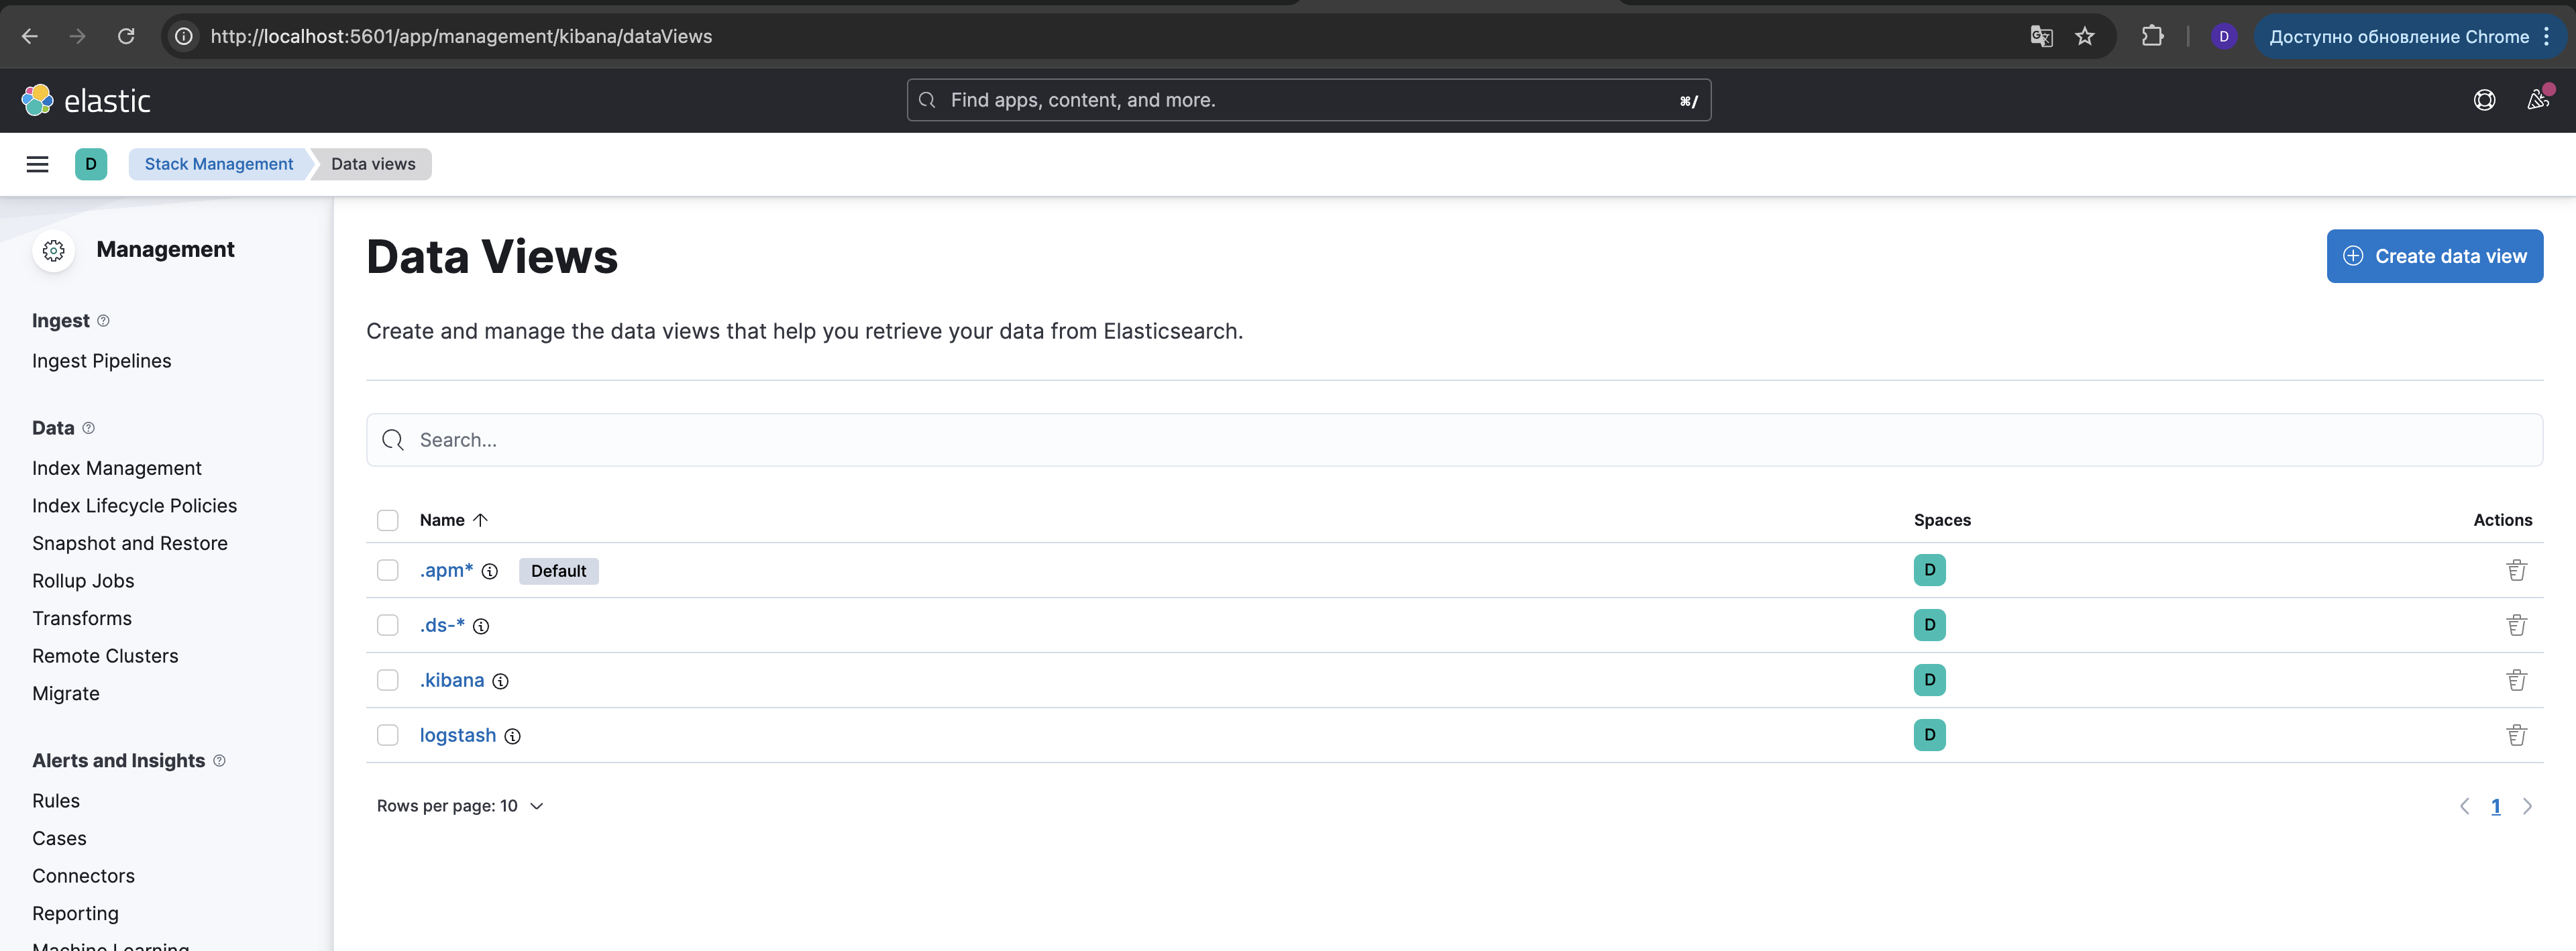 http://localhost:5601/app/management/kibana/dataViews
D
Доступно обновление Chrome
elastic
Find apps, content, and more.
⌘/
D
Stack Management
Data views
Management
Ingest
Ingest Pipelines
Data
Index Management
Index Lifecycle Policies
Snapshot and Restore
Rollup Jobs
Transforms
Remote Clusters
Migrate
Alerts and Insights
Rules
Cases
Connectors
Reporting
Machine Learning
Data Views
Create data view
Create and manage the data views that help you retrieve your data from Elasticsearch.
Search...
Name Spaces Actions
.apm* Default D
.ds-* D
.kibana D
logstash D
Rows per page: 10
1